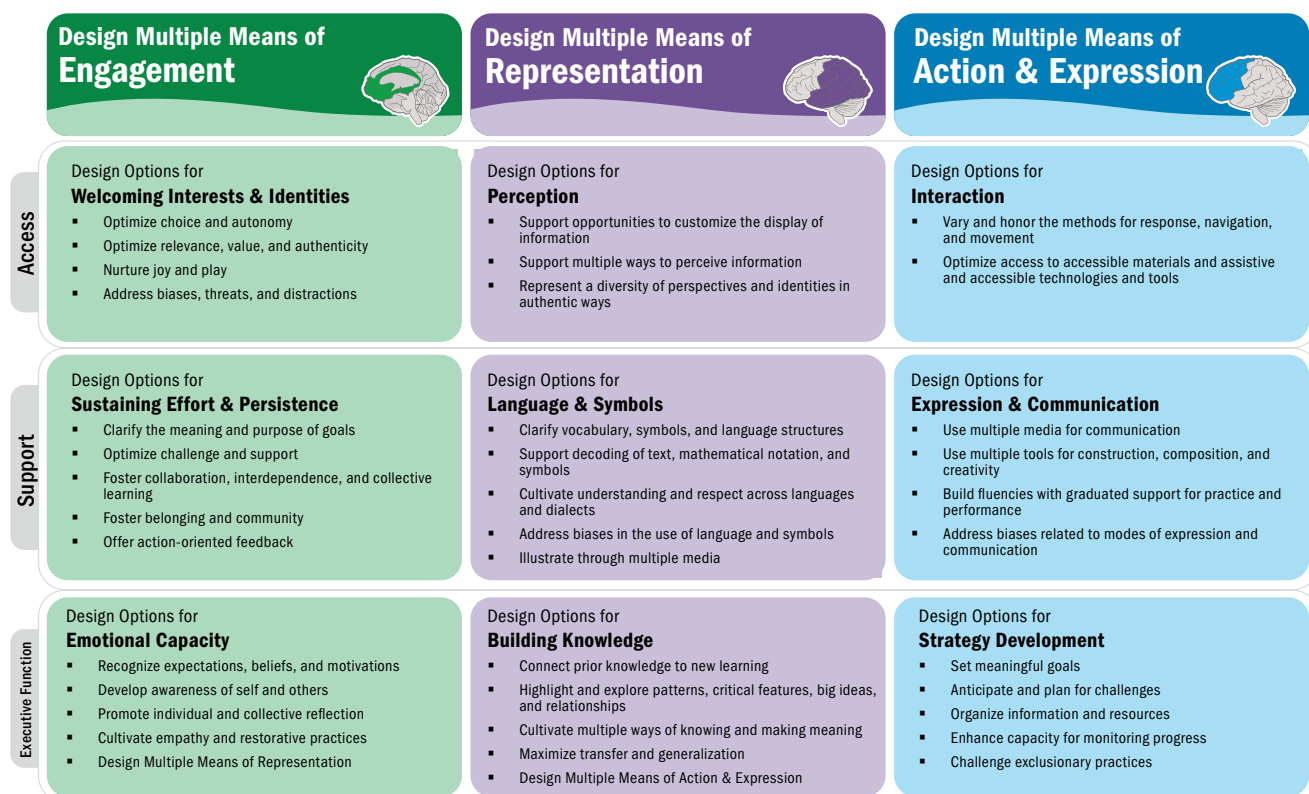 Design Multiple Means of
Engagement
Design Multiple Means of
Representation
Design Multiple Means of
Action & Expression
Access
Design Options for
Welcoming Interests & Identities
▪ Optimize choice and autonomy
▪ Optimize relevance, value, and authenticity
▪ Nurture joy and play
▪ Address biases, threats, and distractions
Design Options for
Perception
▪ Support opportunities to customize the display of
information
▪ Support multiple ways to perceive information
▪ Represent a diversity of perspectives and identities in
authentic ways
Design Options for
Interaction
▪ Vary and honor the methods for response, navigation,
and movement
▪ Optimize access to accessible materials and assistive
and accessible technologies and tools
Support
Design Options for
Sustaining Effort & Persistence
▪ Clarify the meaning and purpose of goals
▪ Optimize challenge and support
▪ Foster collaboration, interdependence, and collective
learning
▪ Foster belonging and community
▪ Offer action-oriented feedback
Design Options for
Language & Symbols
▪ Clarify vocabulary, symbols, and language structures
▪ Support decoding of text, mathematical notation, and
symbols
▪ Cultivate understanding and respect across languages
and dialects
▪ Address biases in the use of language and symbols
▪ Illustrate through multiple media
Design Options for
Expression & Communication
▪ Use multiple media for communication
▪ Use multiple tools for construction, composition, and
creativity
▪ Build fluencies with graduated support for practice and
performance
▪ Address biases related to modes of expression and
communication
Executive Function
Design Options for
Emotional Capacity
▪ Recognize expectations, beliefs, and motivations
▪ Develop awareness of self and others
▪ Promote individual and collective reflection
▪ Cultivate empathy and restorative practices
▪ Design Multiple Means of Representation
Design Options for
Building Knowledge
▪ Connect prior knowledge to new learning
▪ Highlight and explore patterns, critical features, big ideas,
and relationships
▪ Cultivate multiple ways of knowing and making meaning
▪ Maximize transfer and generalization
▪ Design Multiple Means of Action & Expression
Design Options for
Strategy Development
▪ Set meaningful goals
▪ Anticipate and plan for challenges
▪ Organize information and resources
▪ Enhance capacity for monitoring progress
▪ Challenge exclusionary practices